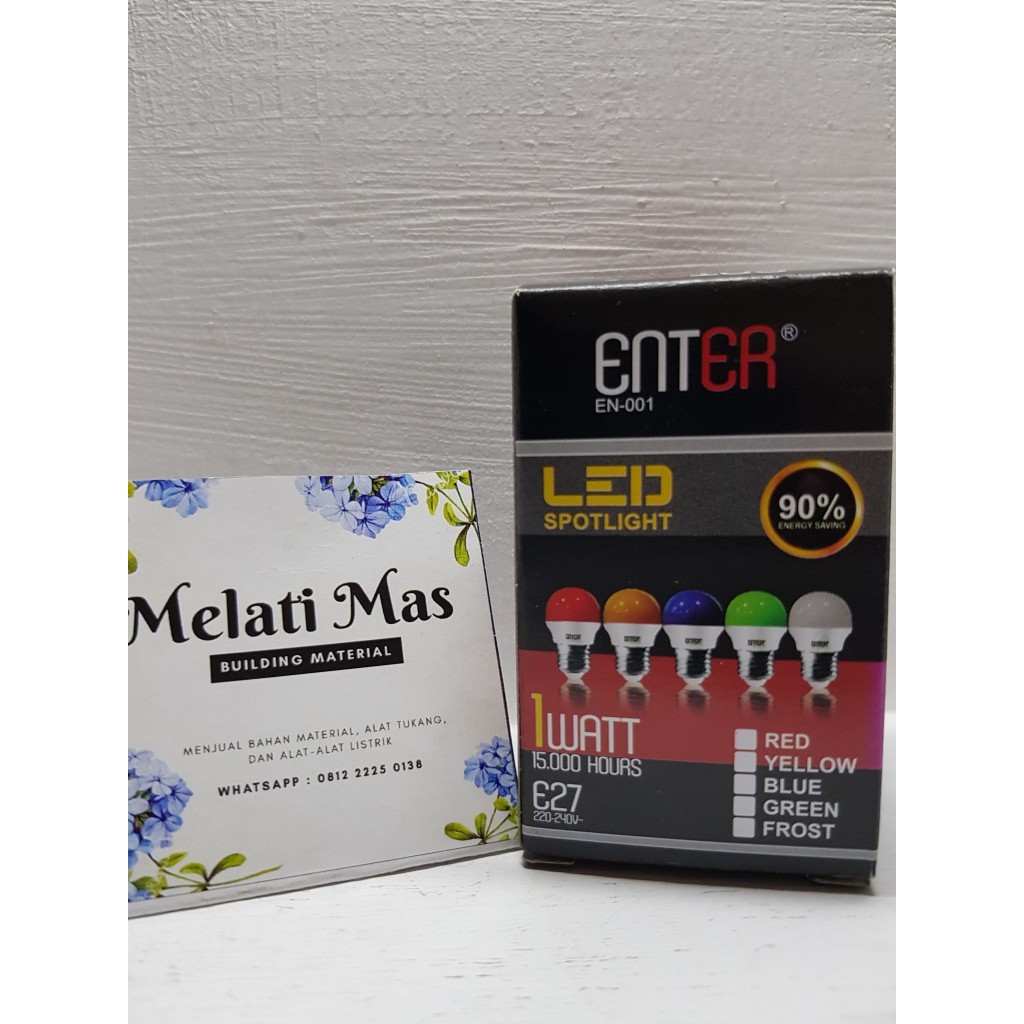 Melati Mas
BUILDING MATERIAL
MENJUAL BAHAN MATERIAL, ALAT TUKANG,
DAN ALAT-ALAT LISTRIK
WHATSAPP : 0812 2225 0138
ENTER®
EN-001
LED
SPOTLIGHT
90%
ENERGY SAVING
1WATT
15.000 HOURS
E27
220-240V~
RED
YELLOW
BLUE
GREEN
FROST